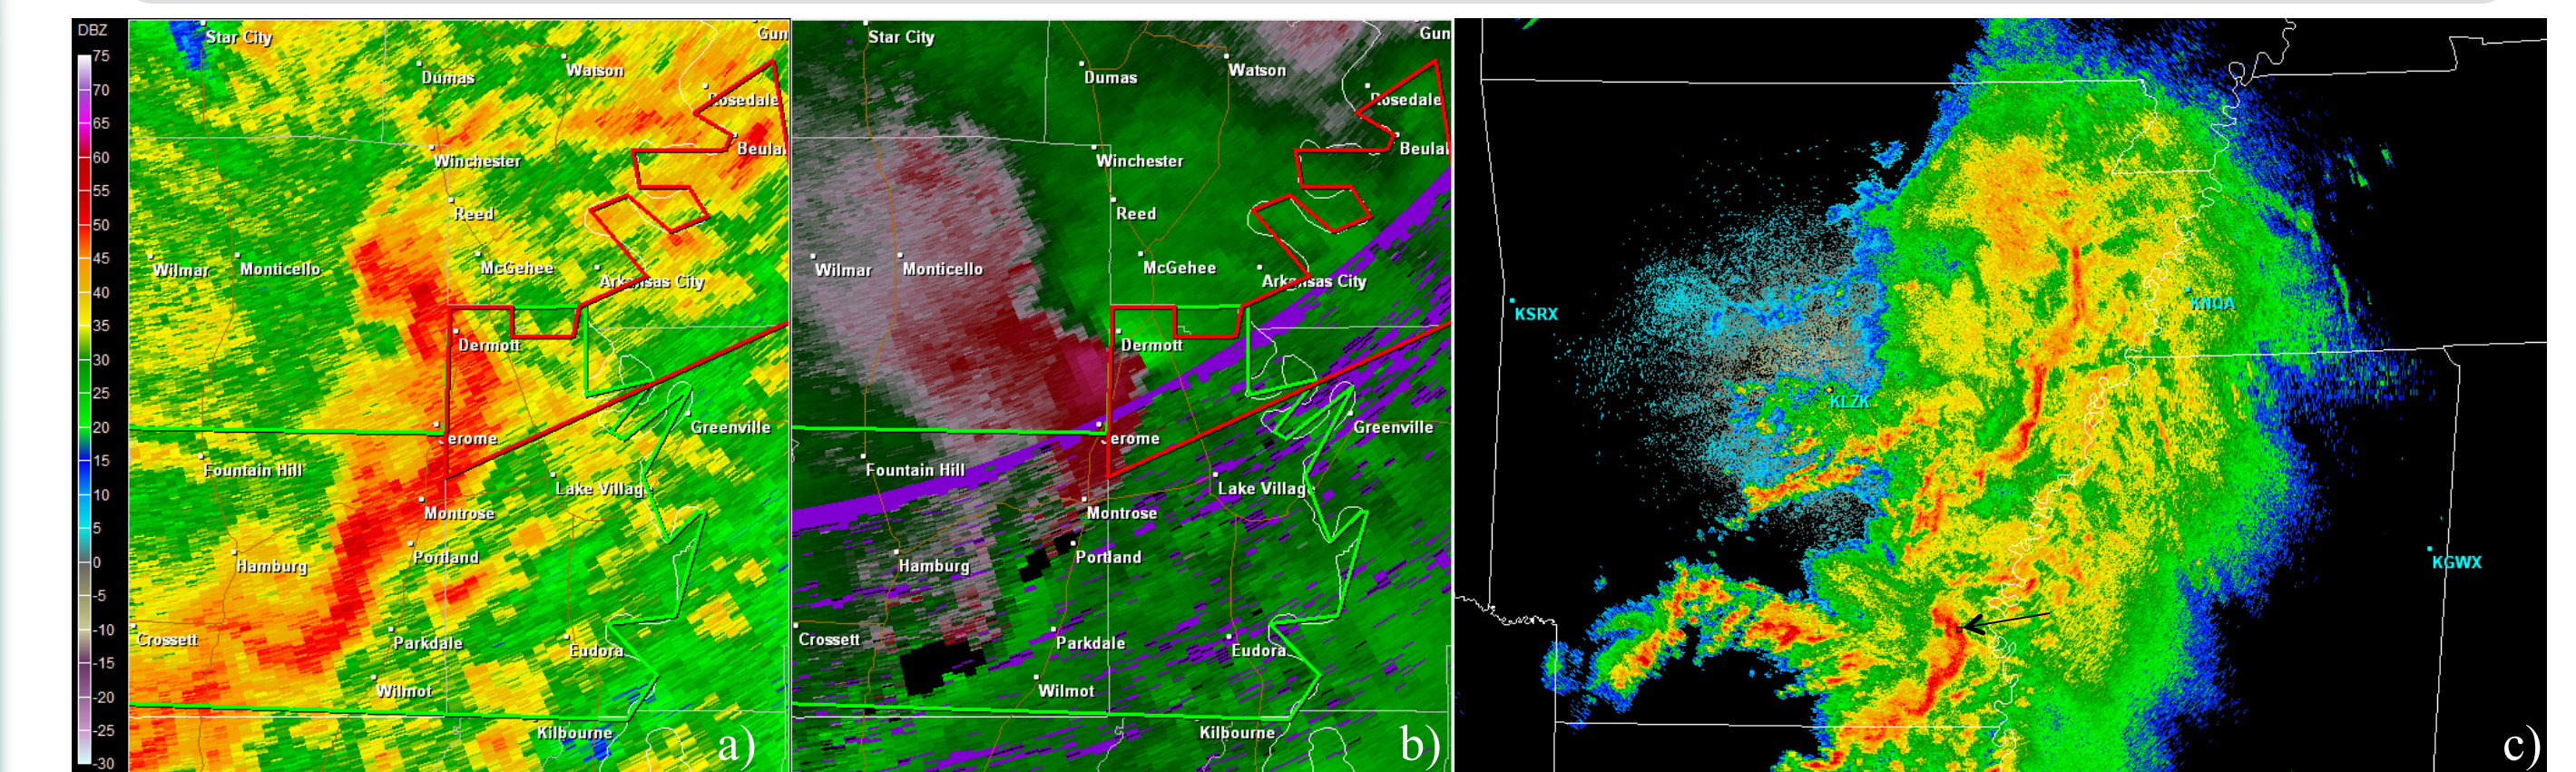 DBZ
75
70
65
60
55
50
45
40
35
30
25
20
15
10
5
0
-5
-10
-15
-20
-25
-30
Star City
Gun
Dumas
Watson
Rosedale
Beulal
Winchester
Reed
McGehee
Wilmar
Monticello
Arkansas City
Dermott
Jerome
Greenville
Fountain Hill
Lake Villag
Montrose
Portland
Hamburg
Crossett
Parkdale
Eudora
Wilmot
Kilbourne
a)
Star City
Gun
Dumas
Watson
Rosedale
Beulal
Winchester
Reed
McGehee
Wilmar
Monticello
Arkansas City
Dermott
Jerome
Greenville
Fountain Hill
Lake Villag
Montrose
Portland
Hamburg
Crossett
Parkdale
Eudora
Wilmot
Kilbourne
b)
KSRX
KNQA
KLZK
KGWX
c)